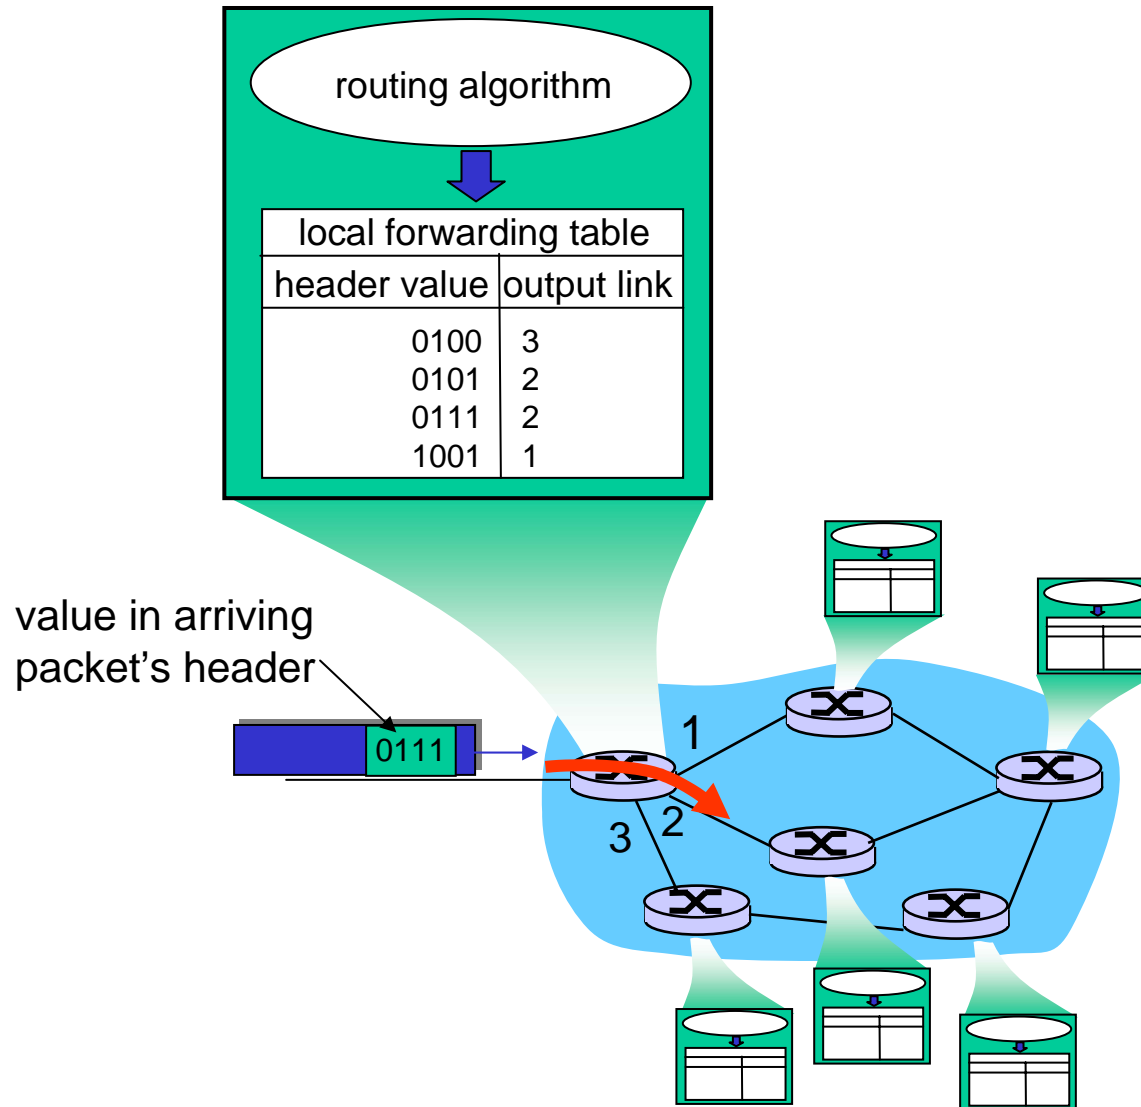 routing algorithm
local forwarding table
header value output link
0100 3
0101 2
0111 2
1001 1
value in arriving
packet's header
0111
1
2
3